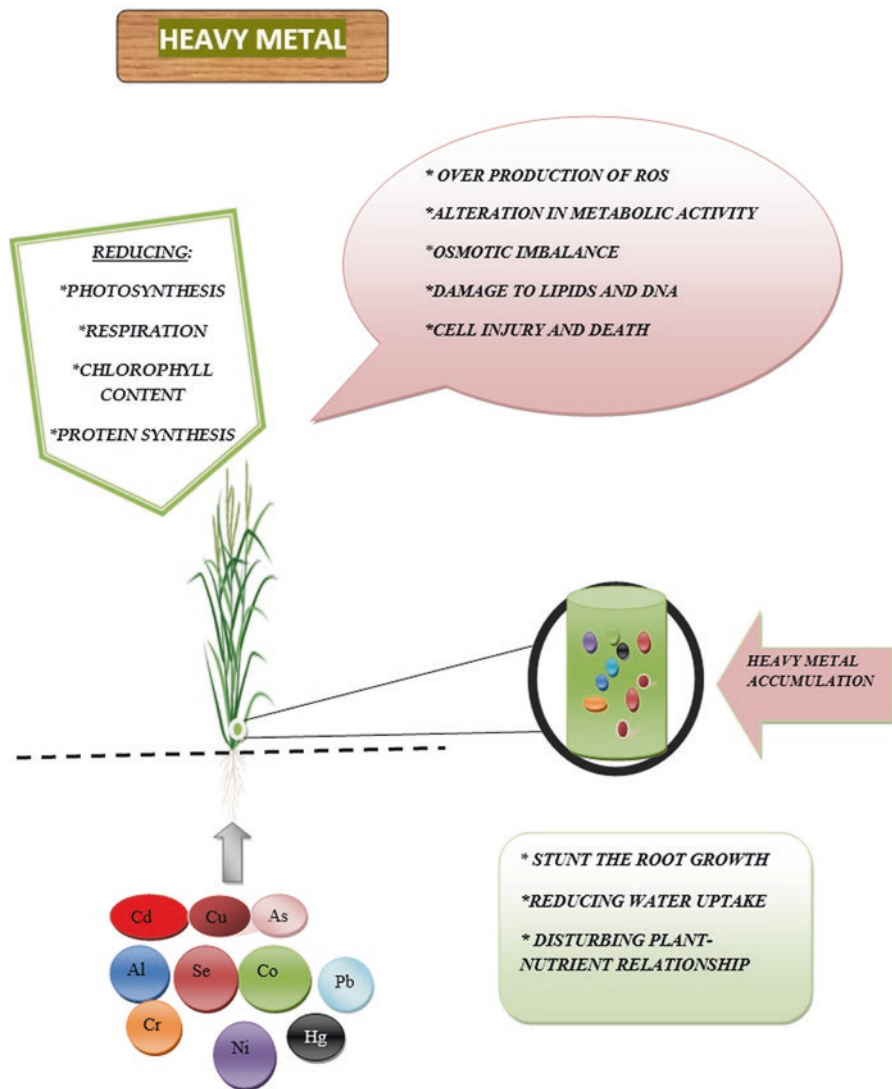 HEAVY METAL
* OVER PRODUCTION OF ROS
*ALTERATION IN METABOLIC ACTIVITY
*OSMOTIC IMBALANCE
*DAMAGE TO LIPIDS AND DNA
*CELL INJURY AND DEATH
REDUCING:
*PHOTOSYNTHESIS
*RESPIRATION
*CHLOROPHYLL
CONTENT
*PROTEIN SYNTHESIS
HEAVY METAL
ACCUMULATION
* STUNT THE ROOT GROWTH
*REDUCING WATER UPTAKE
* DISTURBING PLANT-
NUTRIENT RELATIONSHIP
Cd Cu As
Al Se Co Pb
Cr Ni Hg